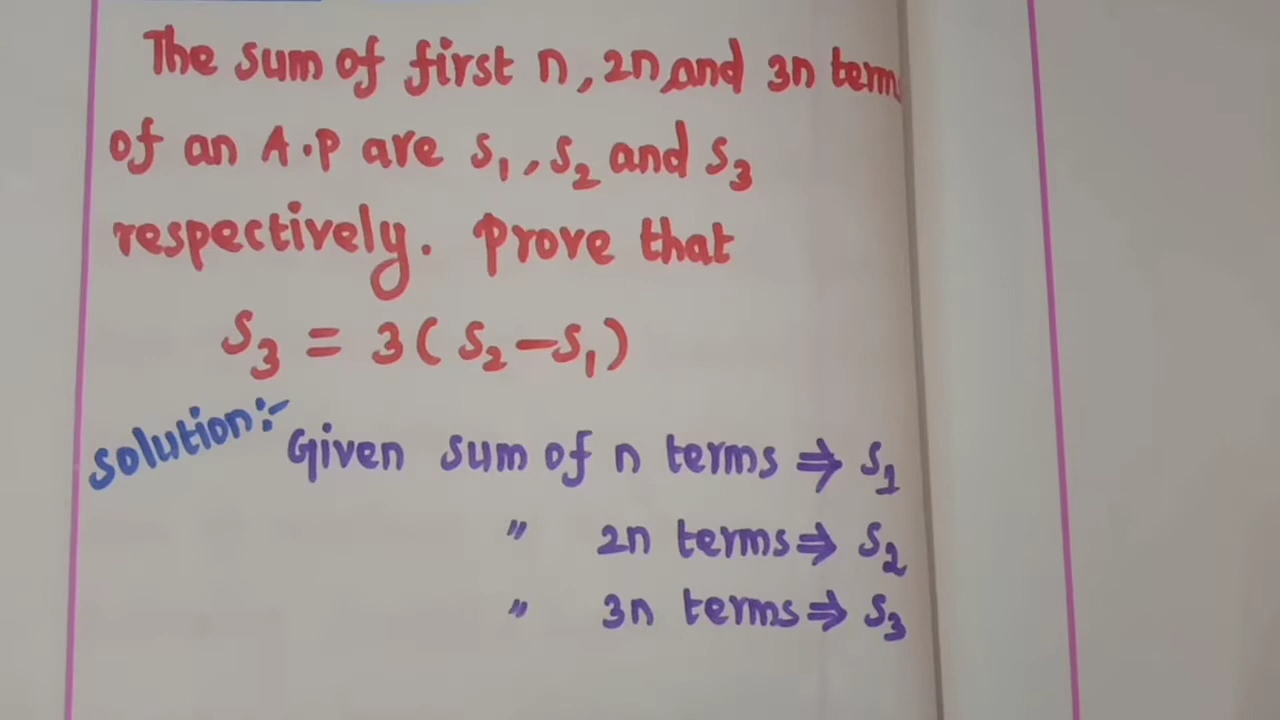 The sum of first n, 2n and 3n terms
of an A.P are S₁, S₂ and S₃
respectively. Prove that
S₃ = 3(S₂-S₁)
Solution:- Given sum of n terms ⇒ S₁
" 2n terms ⇒ S₂
" 3n terms ⇒ S₃